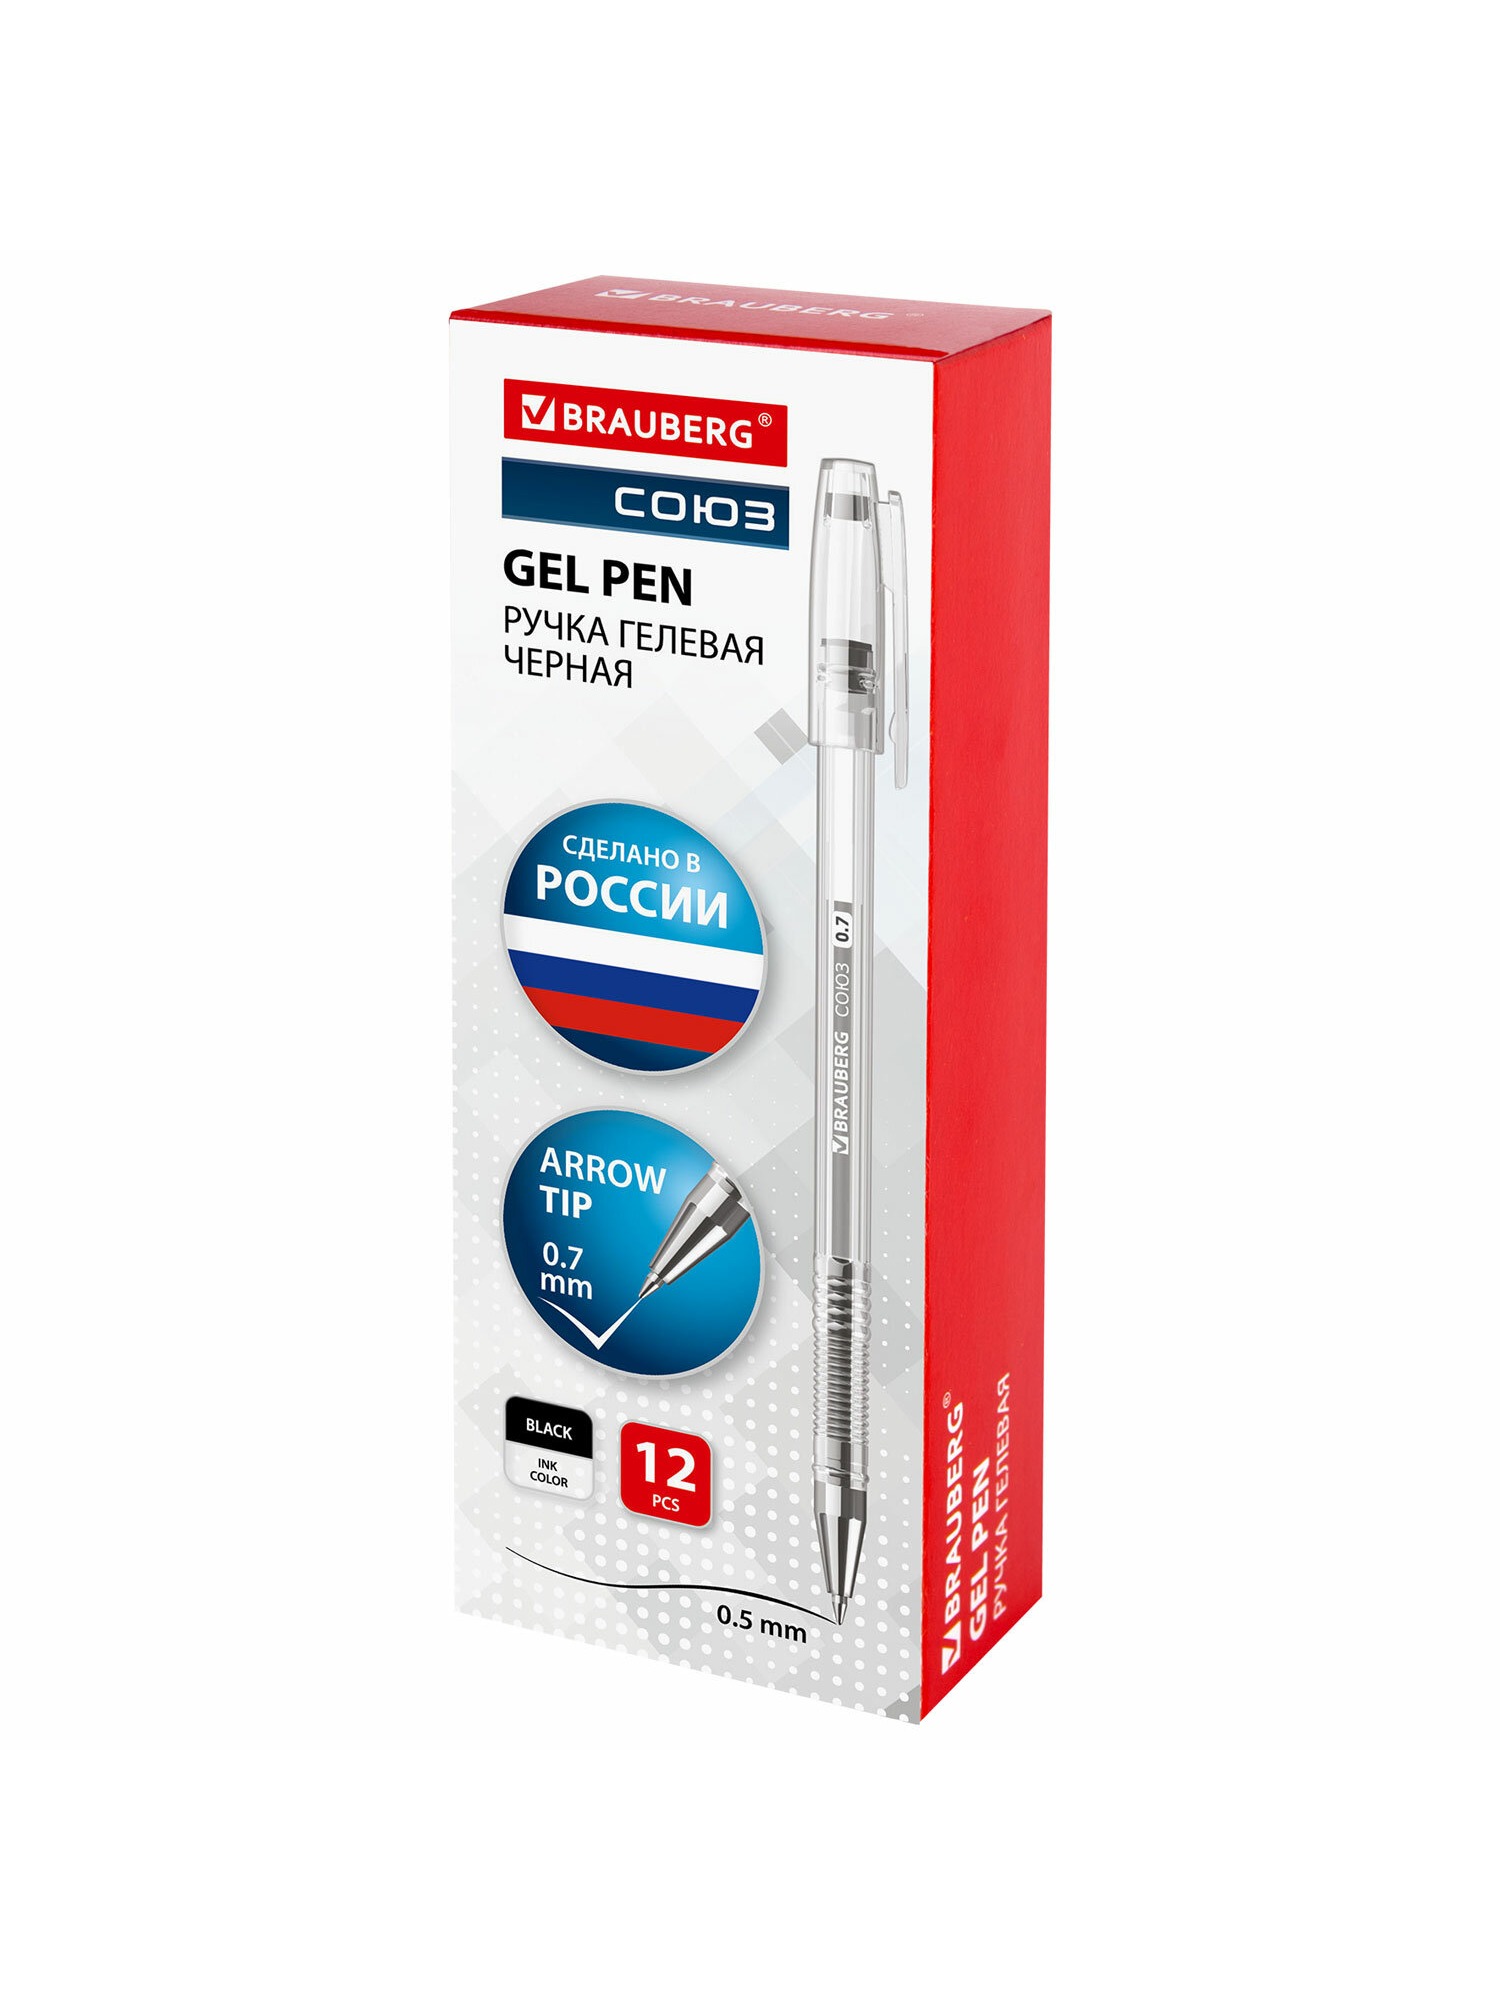 BRAUBERG®
BRAUBERG®
СОЮЗ
GEL PEN
РУЧКА ГЕЛЕВАЯ
ЧЕРНАЯ
СДЕЛАНО В
РОССИИ
ARROW
TIP
0.7
mm
BLACK
INK
COLOR
12
PCS
0.5 mm
BRAUBERG СОЮЗ 0.7
BRAUBERG®
GEL PEN
РУЧКА ГЕЛЕВАЯ